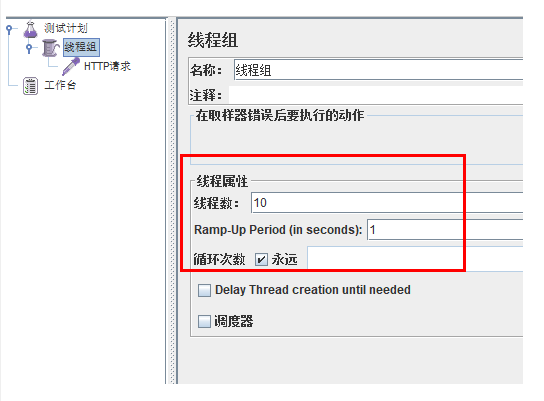 测试计划
线程组
HTTP请求
工作台
线程组
名称： 线程组
注释：
在取样器错误后要执行的动作
线程属性
线程数： 10
Ramp-Up Period (in seconds): 1
循环次数 永远
Delay Thread creation until needed
调度器